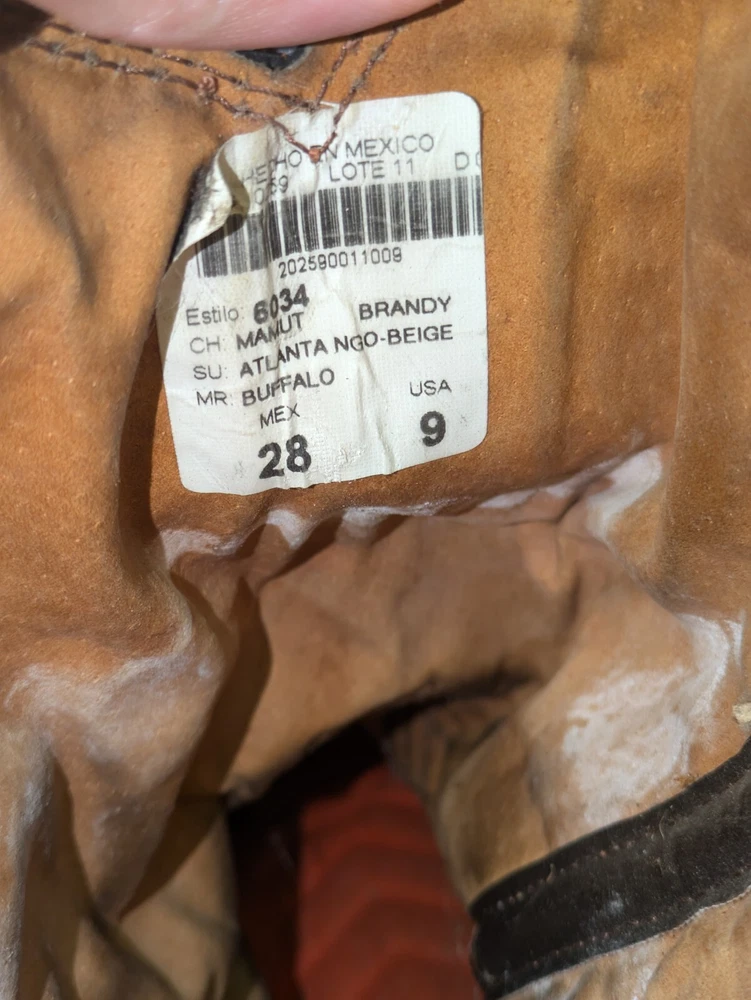 HECHO EN MEXICO
LOTE 11
202590011009
Estilo: 6034 BRANDY
CH: MAMUT
SU: ATLANTA NGO-BEIGE
MR: BUFFALO
MEX USA
28 9